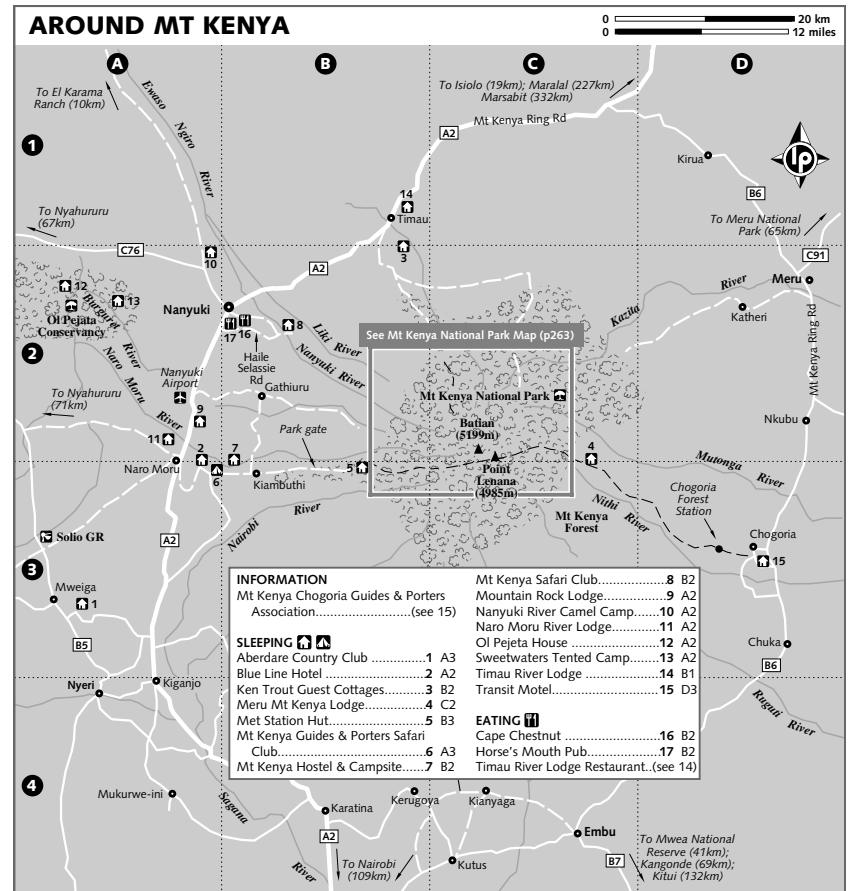 AROUND MT KENYA
0 20 km
0 12 miles
A
B
C
D
To El Karama
Ranch (10km)
Ewaso
Ngiro
River
To Isiolo (19km); Maralal (227km)
Marsabit (332km)
A2
Mt Kenya Ring Rd
1
Kirua
lp
B6
14
Timau
To Nyahururu
(67km)
To Meru National
Park (65km)
C76
10
3
C91
A2
12
13
Meru
Nanyuki
Ol Pejata
Conservancy
Burguret
River
17
16
8
Liki River
Kazita
River
Katheri
See Mt Kenya National Park Map (p263)
Mt Kenya Ring Rd
2
Naro Moru
River
Haile
Selassie
Rd
Nanyuki River
Nanyuki
Airport
Gathiuru
To Nyahururu
(71km)
Mt Kenya National Park
9
Batian
(5199m)
Nkubu
11
Park gate
2
7
5
4
Naro Moru
6
Kiambuthi
Point
Lenana
(4985m)
Mutonga
River
Chogoria
Forest
Station
Nairobi
River
Nithi
River
Mt Kenya
Forest
Solio GR
A2
Chogoria
15
3
Mweiga
1
INFORMATION
Mt Kenya Chogoria Guides & Porters
Association..........................(see 15)
SLEEPING
Aberdare Country Club ..............1 A3
Blue Line Hotel ..........................2 A2
Ken Trout Guest Cottages..........3 B2
Meru Mt Kenya Lodge...............4 C2
Met Station Hut.........................5 B3
Mt Kenya Guides & Porters Safari
Club........................................6 A3
Mt Kenya Hostel & Campsite......7 B2
Mt Kenya Safari Club..................8 B2
Mountain Rock Lodge................9 A2
Nanyuki River Camel Camp......10 A2
Naro Moru River Lodge............11 A2
Ol Pejeta House .......................12 A2
Sweetwaters Tented Camp.......13 A2
Timau River Lodge ...................14 B1
Transit Motel............................15 D3
EATING
Cape Chestnut .........................16 B2
Horse's Mouth Pub...................17 B2
Timau River Lodge Restaurant..(see 14)
B5
Chuka
B6
Nyeri
Kiganjo
Ruguti
River
4
Mukurwe-ini
Sagana
River
Karatina
Kerugoya
Kianyaga
Embu
A2
To Nairobi
(109km)
Kutus
B7
To Mwea National
Reserve (41km);
Kangonde (69km);
Kitui (132km)